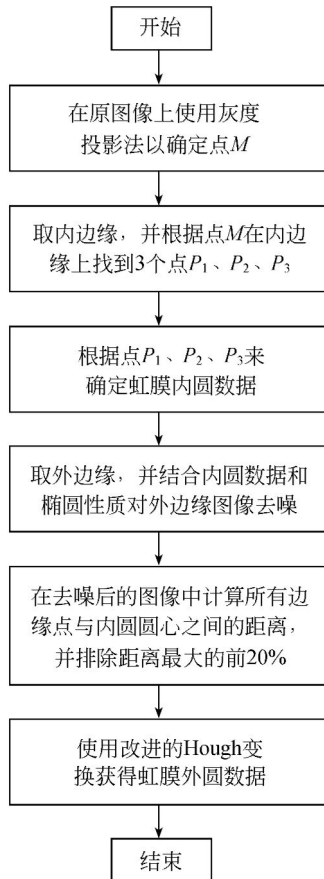 开始
在原图像上使用灰度
投影法以确定点M
取内边缘，并根据点M在内边
缘上找到3个点P₁、P₂、P₃
根据点P₁、P₂、P₃来
确定虹膜内圆数据
取外边缘，并结合内圆数据和
椭圆性质对外边缘图像去噪
在去噪后的图像中计算所有边
缘点与内圆圆心之间的距离，
并排除距离最大的前20%
使用改进的Hough变
换获得虹膜外圆数据
结束